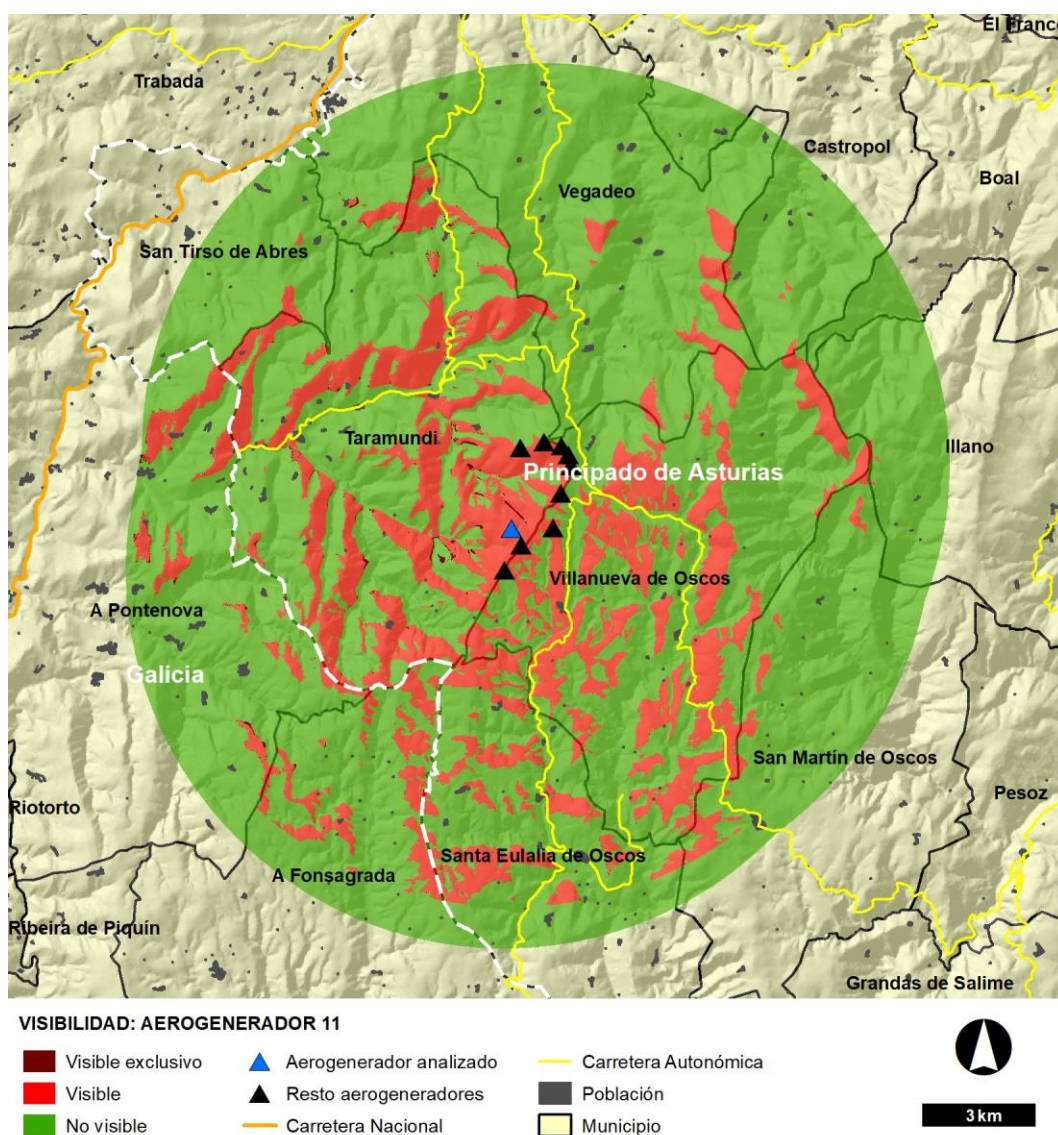 El Franc
Trabada
Castropol
Boal
Vegadeo
San Tirso de Abres
Taramundi
Illano
Principado de Asturias
Villanueva de Oscos
A Pontenova
Galicia
San Martín de Oscos
Riotorto
Pesoz
Santa Eulalia de Oscos
A Fonsagrada
Ribeira de Piquín
Grandas de Salime
VISIBILIDAD: AEROGENERADOR 11
Visible exclusivo
Aerogenerador analizado
Carretera Autonómica
Visible
Resto aerogeneradores
Población
No visible
Carretera Nacional
Municipio
3 km